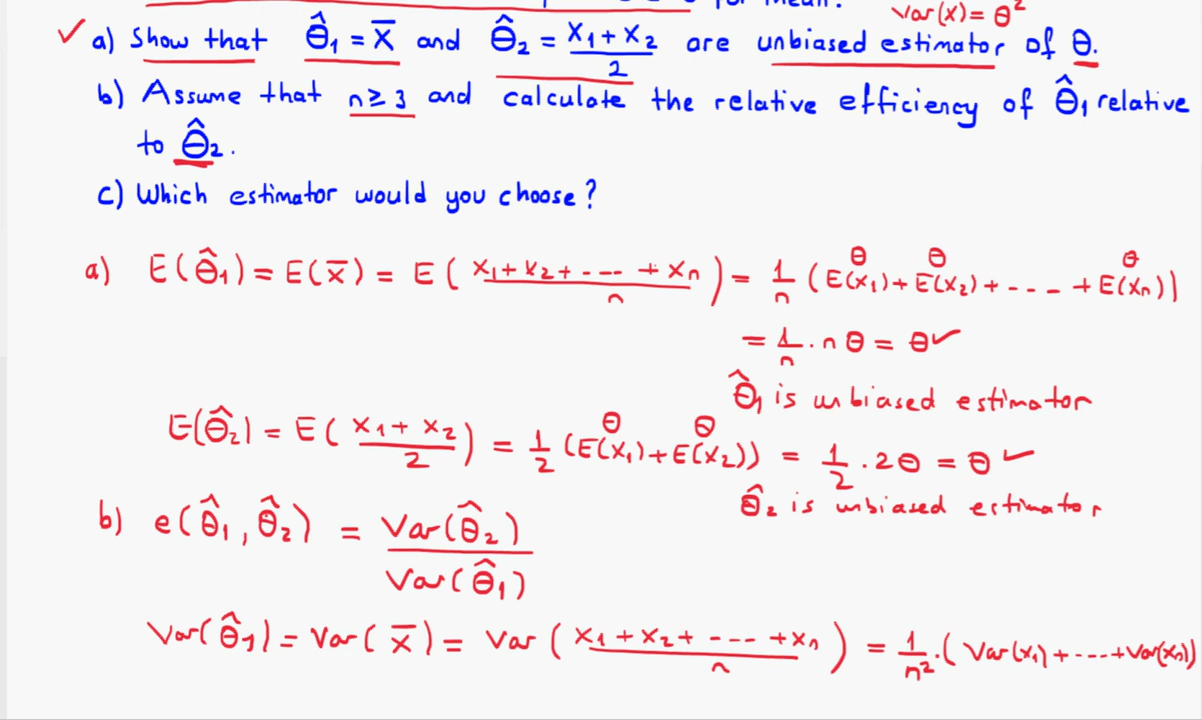 for mean. Var(x) = θ²
✓ a) Show that θ̂₁ = x̄ and θ̂₂ = (X₁ + X₂)/2 are unbiased estimator of θ.
b) Assume that n ≥ 3 and calculate the relative efficiency of θ̂₁ relative
to θ̂₂.
c) Which estimator would you choose?
a) E(θ̂₁) = E(x̄) = E((X₁ + X₂ + - - - + Xₙ)/n) = 1/n (E(X₁) + E(X₂) + - - - - + E(Xₙ))
θ θ θ
= 1/n . nθ = θ ✓
θ̂₁ is unbiased estimator
E(θ̂₂) = E((X₁ + X₂)/2) = 1/2 (E(X₁) + E(X₂)) = 1/2 . 2θ = θ ✓
θ θ
θ̂₂ is unbiased estimator
b) e(θ̂₁, θ̂₂) = Var(θ̂₂)/Var(θ̂₁)
Var(θ̂₁) = Var(x̄) = Var((X₁ + X₂ + - - - + Xₙ)/n) = 1/n² . (Var(X₁) + - - - - + Var(Xₙ))